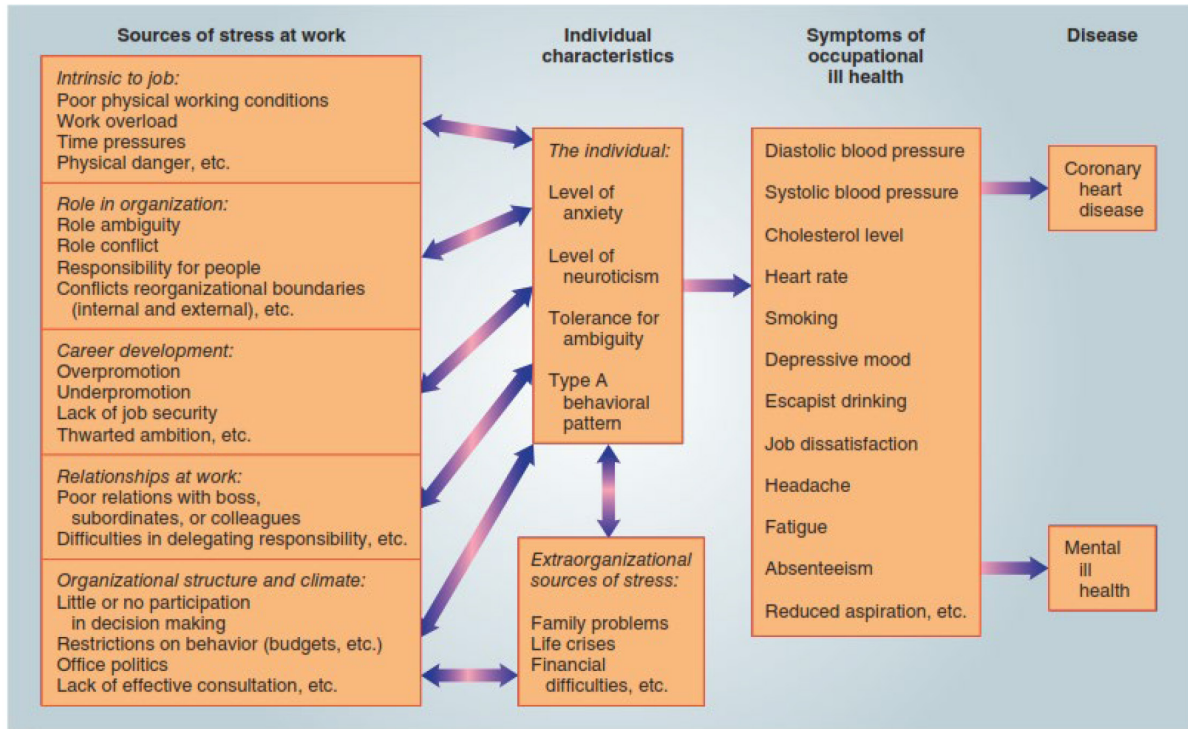 Sources of stress at work
Intrinsic to job:
Poor physical working conditions
Work overload
Time pressures
Physical danger, etc.
Role in organization:
Role ambiguity
Role conflict
Responsibility for people
Conflicts reorganizational boundaries
(internal and external), etc.
Career development:
Overpromotion
Underpromotion
Lack of job security
Thwarted ambition, etc.
Relationships at work:
Poor relations with boss,
subordinates, or colleagues
Difficulties in delegating responsibility, etc.
Organizational structure and climate:
Little or no participation
in decision making
Restrictions on behavior (budgets, etc.)
Office politics
Lack of effective consultation, etc.
Individual
characteristics
The individual:
Level of
anxiety
Level of
neuroticism
Tolerance for
ambiguity
Type A
behavioral
pattern
Extraorganizational
sources of stress:
Family problems
Life crises
Financial
difficulties, etc.
Symptoms of
occupational
ill health
Diastolic blood pressure
Systolic blood pressure
Cholesterol level
Heart rate
Smoking
Depressive mood
Escapist drinking
Job dissatisfaction
Headache
Fatigue
Absenteeism
Reduced aspiration, etc.
Disease
Coronary
heart
disease
Mental
ill
health